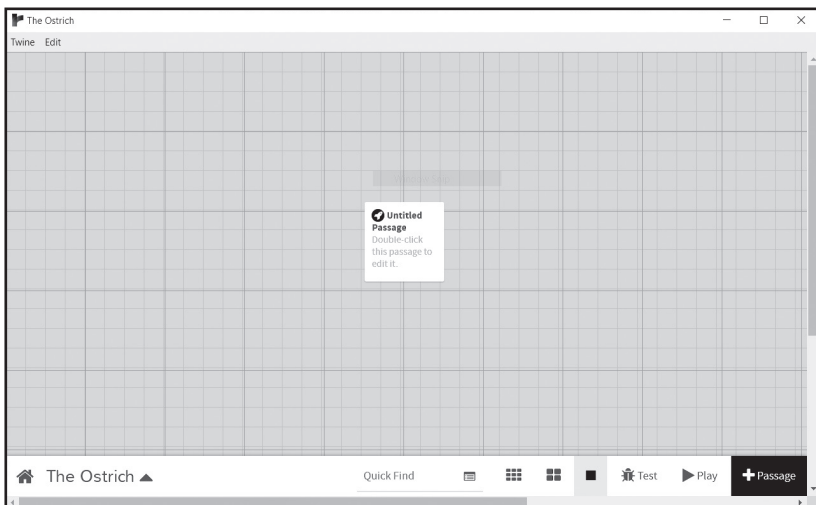 The Ostrich
Twine Edit
Untitled
Passage
Double-click
this passage to
edit it.
The Ostrich
Quick Find
Test
Play
Passage